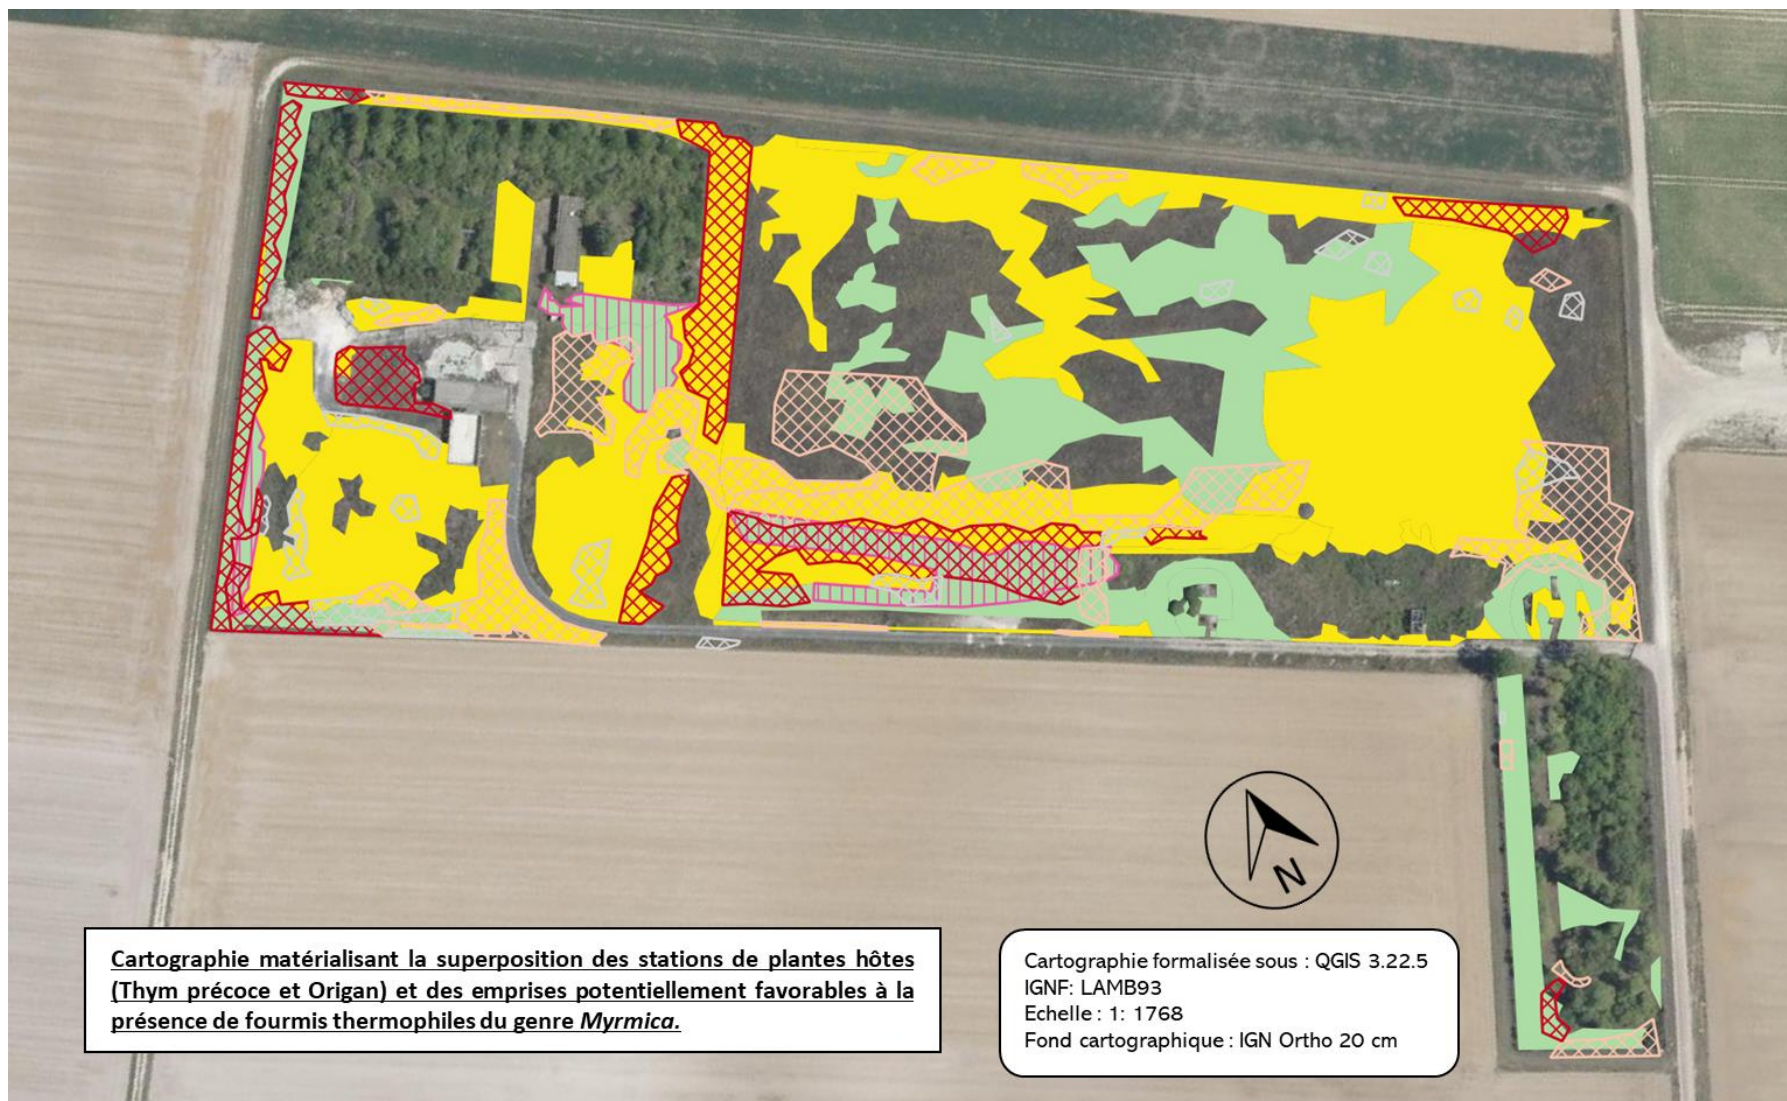 N
Cartographie matérialisant la superposition des stations de plantes hôtes
(Thym précoce et Origan) et des emprises potentiellement favorables à la
présence de fourmis thermophiles du genre Myrmica.
Cartographie formalisée sous : QGIS 3.22.5
IGNF: LAMB93
Echelle : 1: 1768
Fond cartographique : IGN Ortho 20 cm